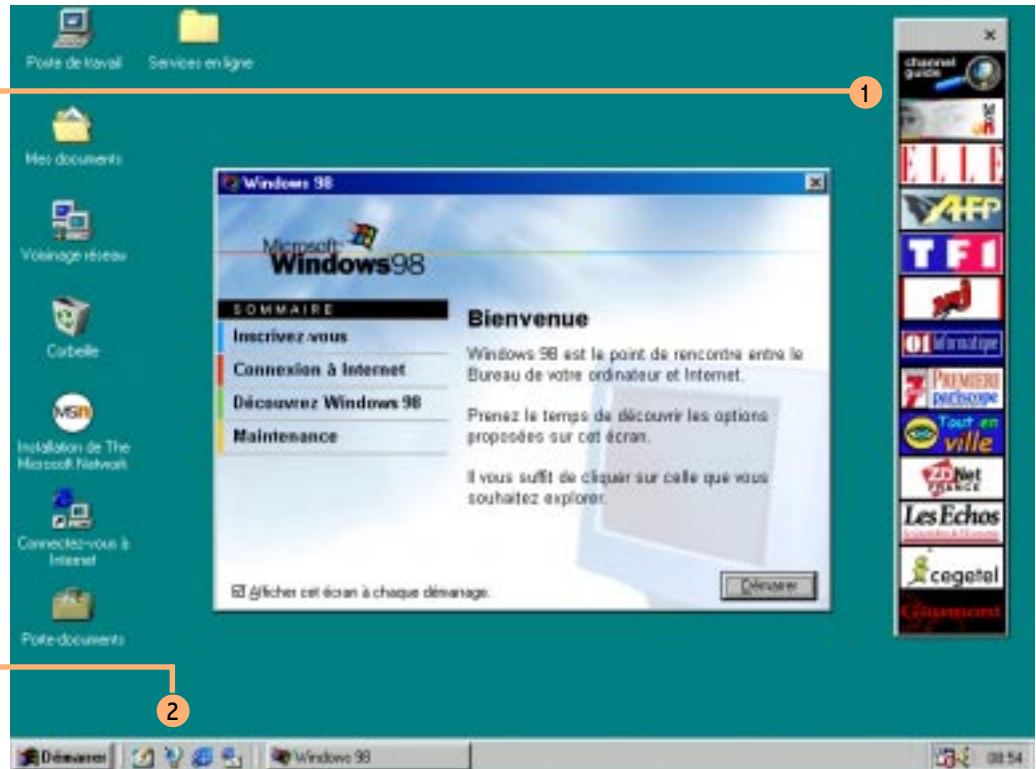 Poste de travail
Services en ligne
Mes documents
Voisinage réseau
Corbeille
msn
Installation de The
Microsoft Network
Connectez-vous à
Internet
Porte-documents
1
channel
guide
msn
ELLE
AFP
TF1
nrj
01 Informatique
PREMIERE
pariscope
Tout en
ville
ZDNet
FRANCE
Les Echos
cegetel
Gaumont
Windows 98
Microsoft
Windows98
SOMMAIRE
Inscrivez-vous
Connexion à Internet
Découvrez Windows 98
Maintenance
Bienvenue
Windows 98 est le point de rencontre entre le
Bureau de votre ordinateur et Internet.
Prenez le temps de découvrir les options
proposées sur cet écran.
Il vous suffit de cliquer sur celle que vous
souhaitez explorer.
Afficher cet écran à chaque démarrage.
Démarrer
2
Démarrer
Windows 98
08:54